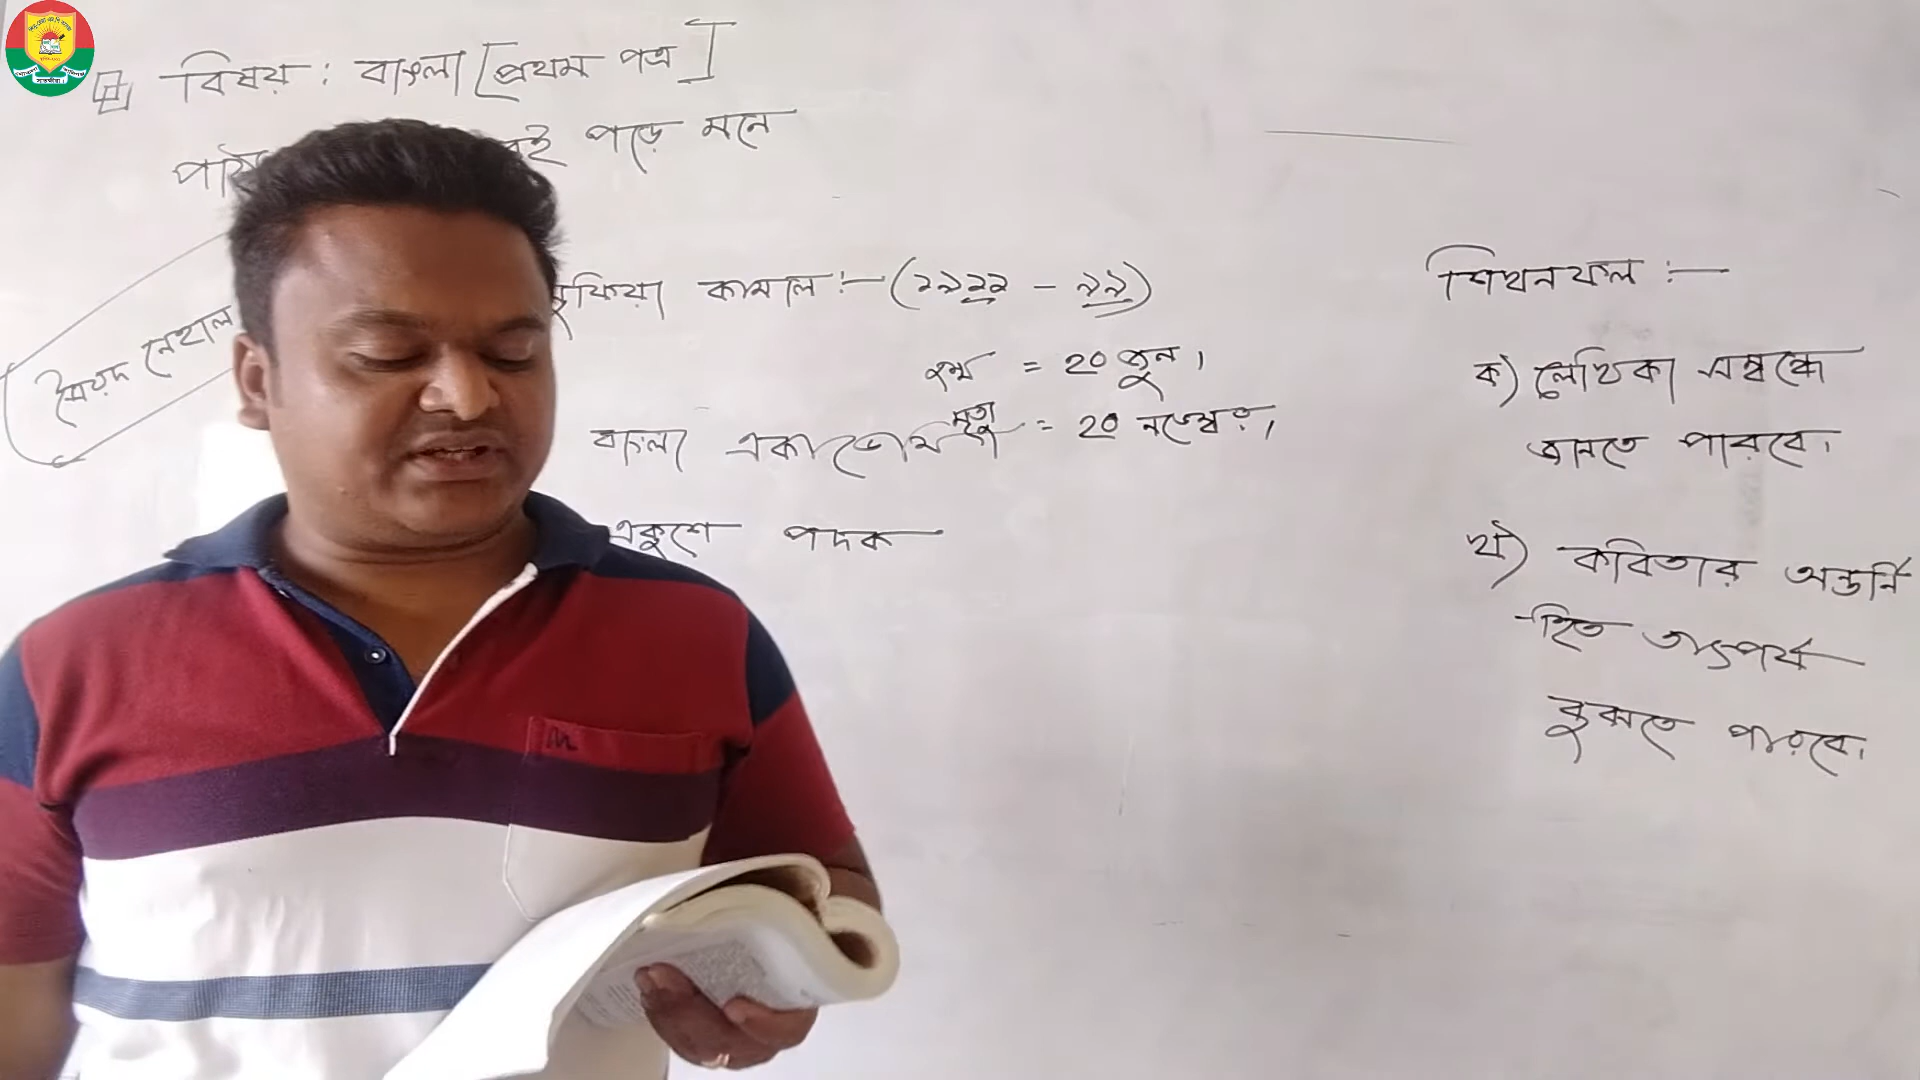 বিষয় : বাংলা [প্রথম পত্র]
পাঠ পড়ে মনে
সৈয়দ নেহাল
সুফিয়া কামাল :- (১৯১১ - ৯৯)
জন্ম = 20 জুন।
মৃত্যু = 20 নভেম্বর,।
বাংলা একাডেমি
একুশে পদক
শিখনফল :-
ক) লেখিকা সম্বন্ধে
জানতে পারবে।
খ) কবিতার অন্তর্নি
-হিত তাৎপর্য
বুঝতে পারবে।